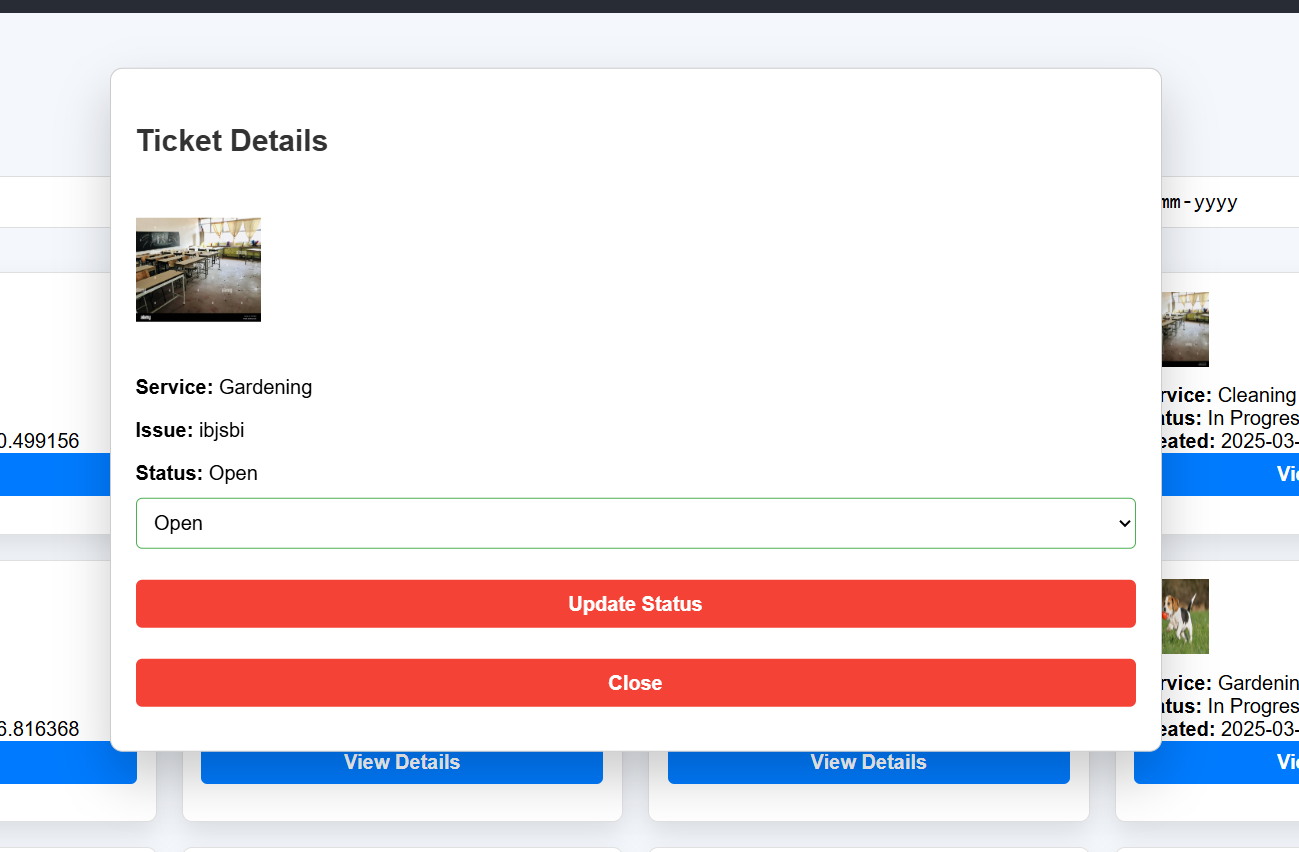 Ticket Details
mm-yyyy
Service: Gardening
Issue: ibjsbi
Status: Open
Open
Update Status
Close
0.499156
rvice: Cleaning
atus: In Progres
eated: 2025-03-
Vie
6.816368
rvice: Gardenin
atus: In Progres
eated: 2025-03-
View Details
View Details
Vie